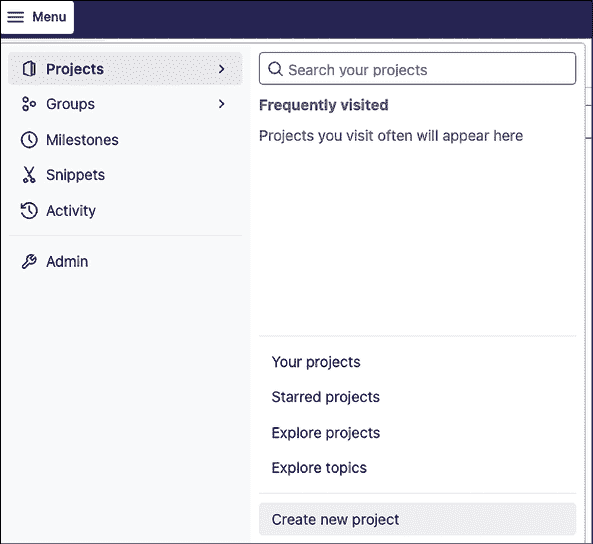 Menu
Projects
Groups
Milestones
Snippets
Activity
Admin
Search your projects
Frequently visited
Projects you visit often will appear here
Your projects
Starred projects
Explore projects
Explore topics
Create new project